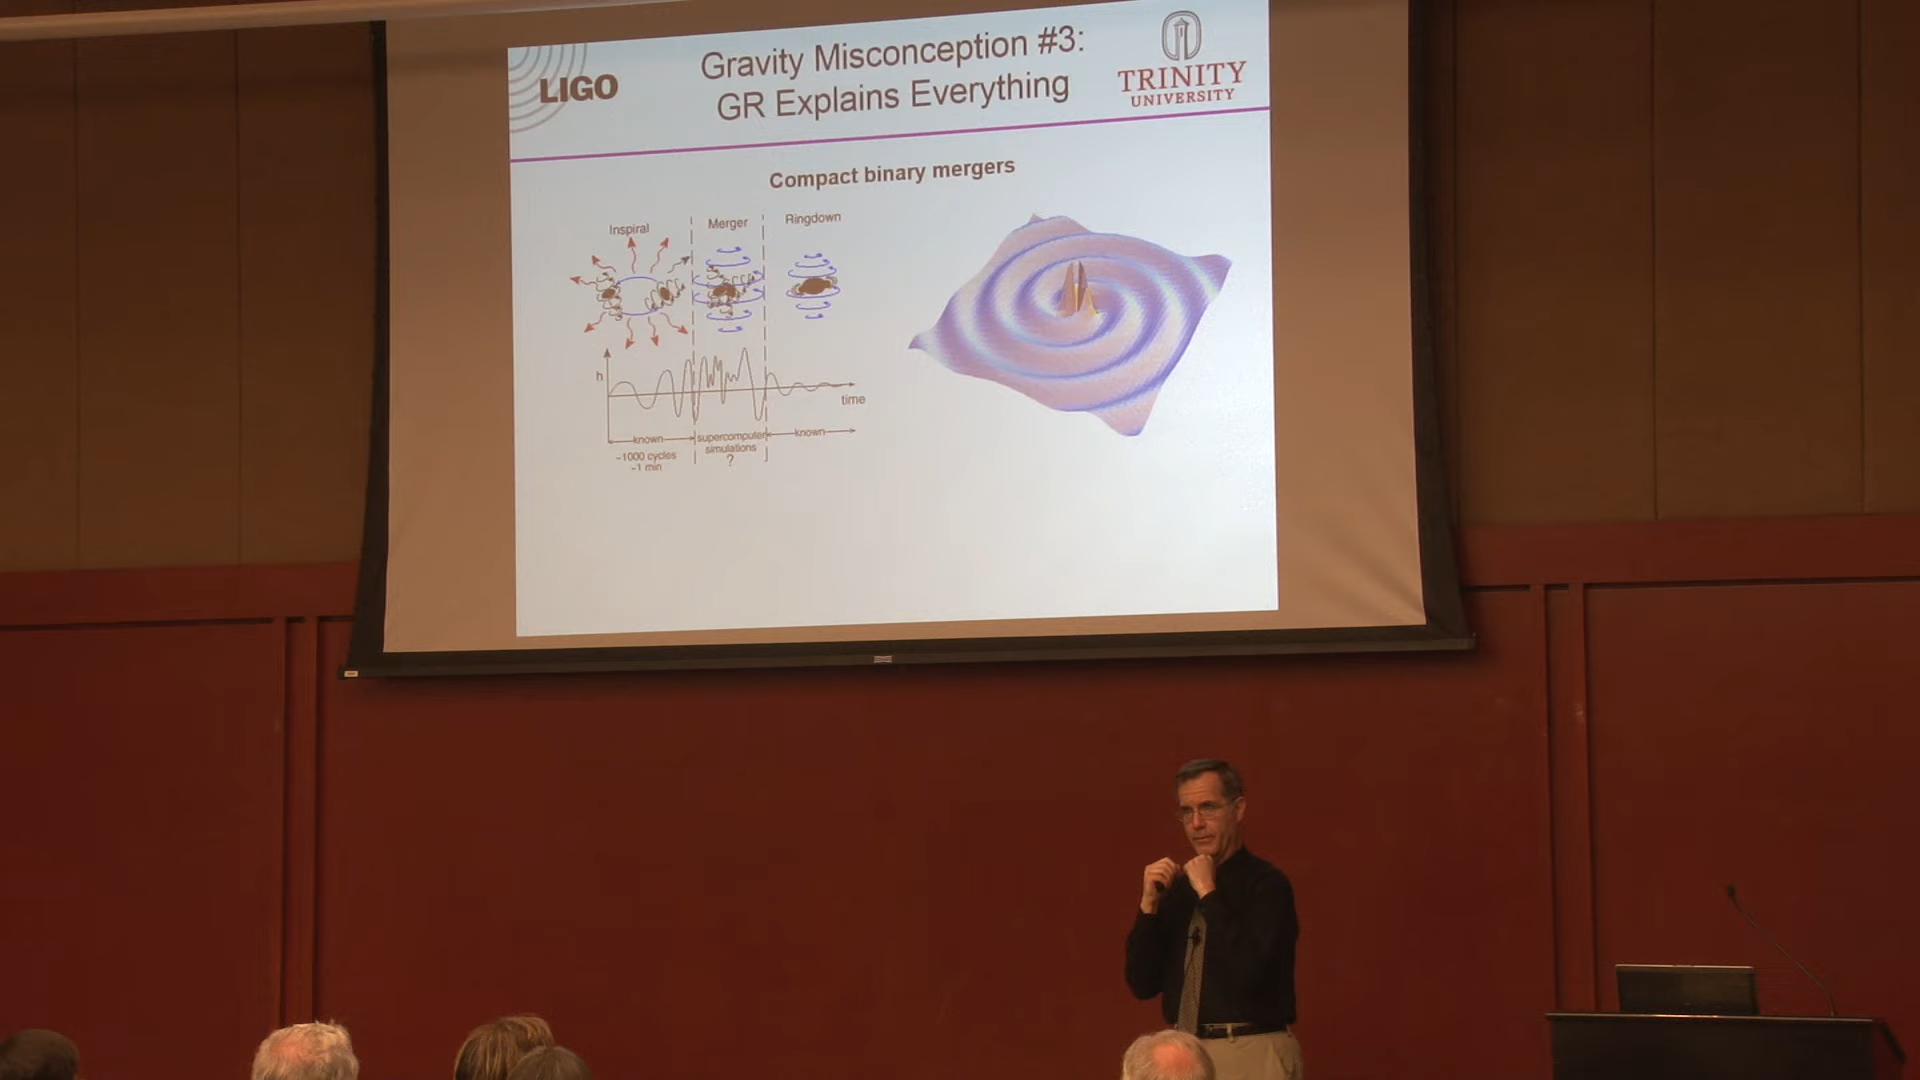 LIGO
Gravity Misconception #3:
GR Explains Everything
TRINITY
UNIVERSITY
Compact binary mergers
Inspiral
Merger
Ringdown
h
time
known
supercomputer
simulations
?
known
~1000 cycles
~1 min